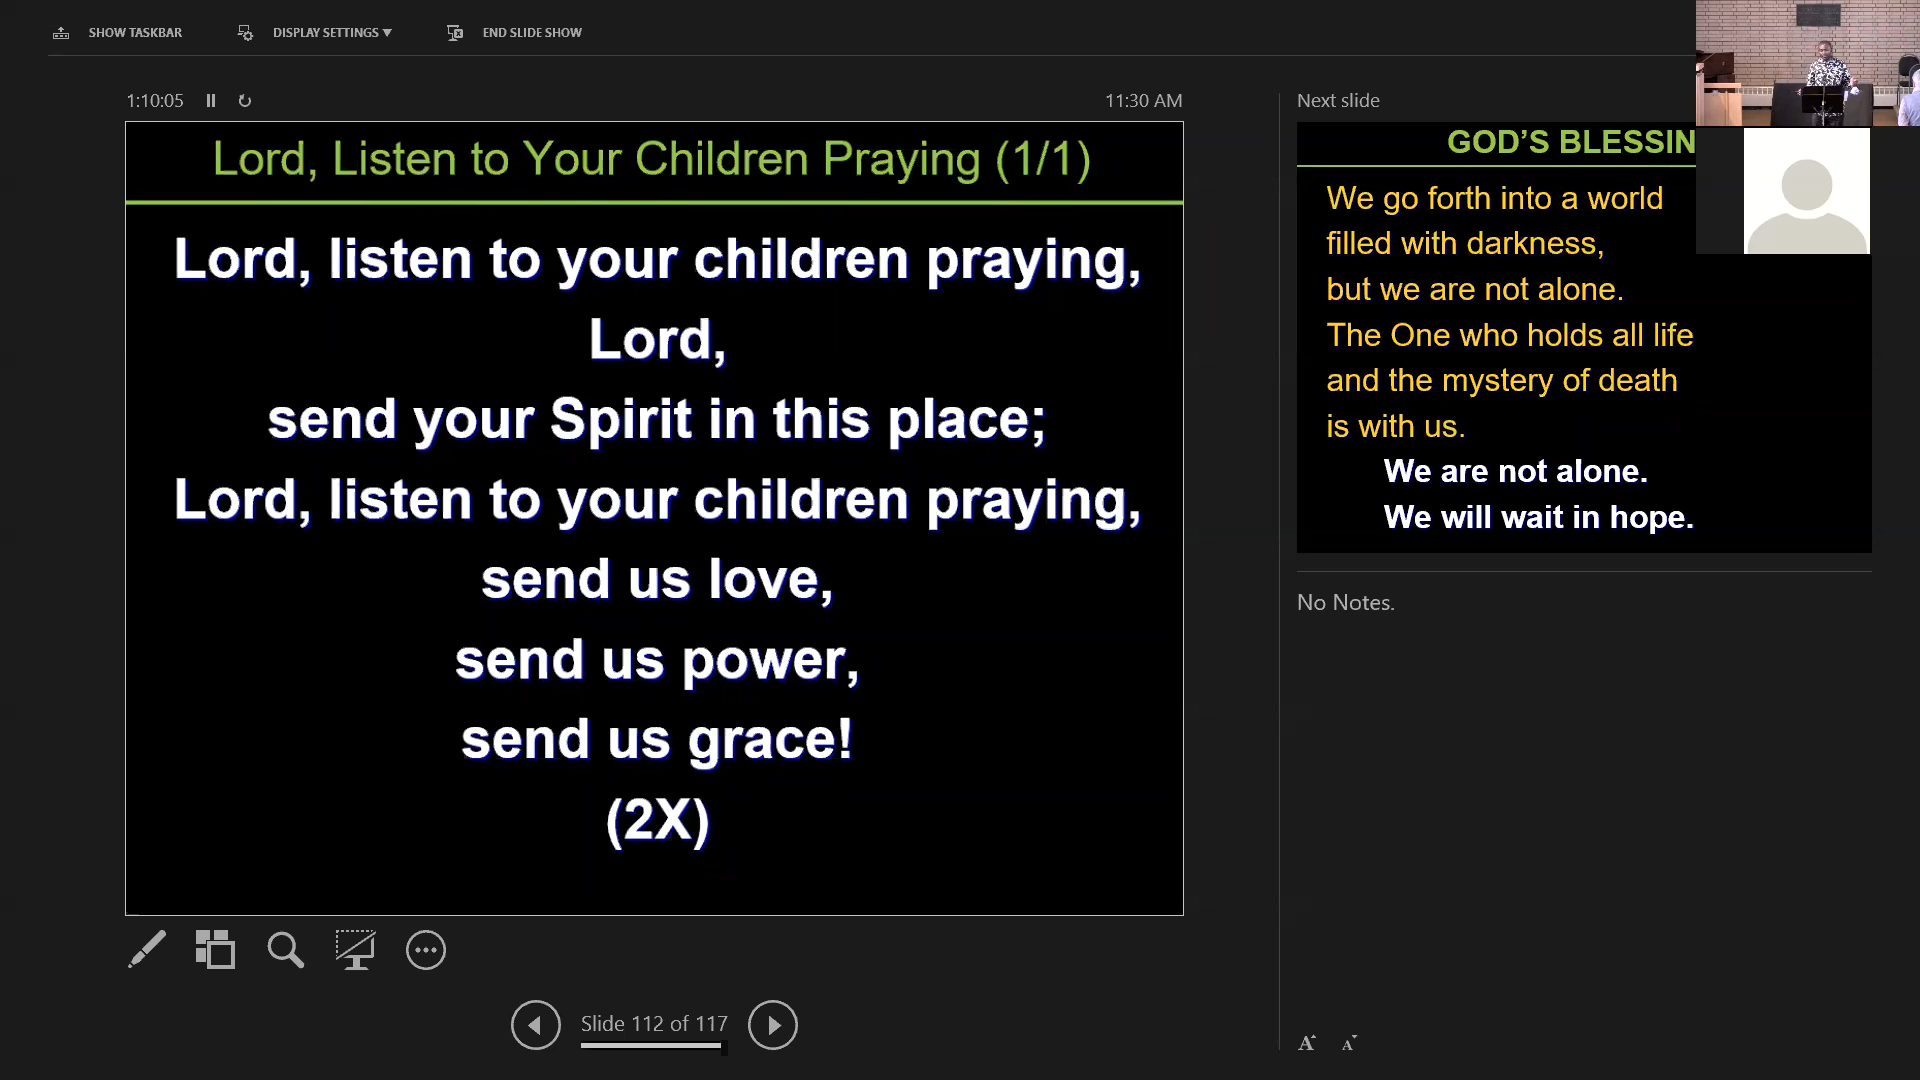 SHOW TASKBAR
DISPLAY SETTINGS ▼
END SLIDE SHOW
1:10:05
11:30 AM
Lord, Listen to Your Children Praying (1/1)
Lord, listen to your children praying,
Lord,
send your Spirit in this place;
Lord, listen to your children praying,
send us love,
send us power,
send us grace!
(2X)
Slide 112 of 117
Next slide
GOD'S BLESSIN
We go forth into a world
filled with darkness,
but we are not alone.
The One who holds all life
and the mystery of death
is with us.
We are not alone.
We will wait in hope.
No Notes.
A A